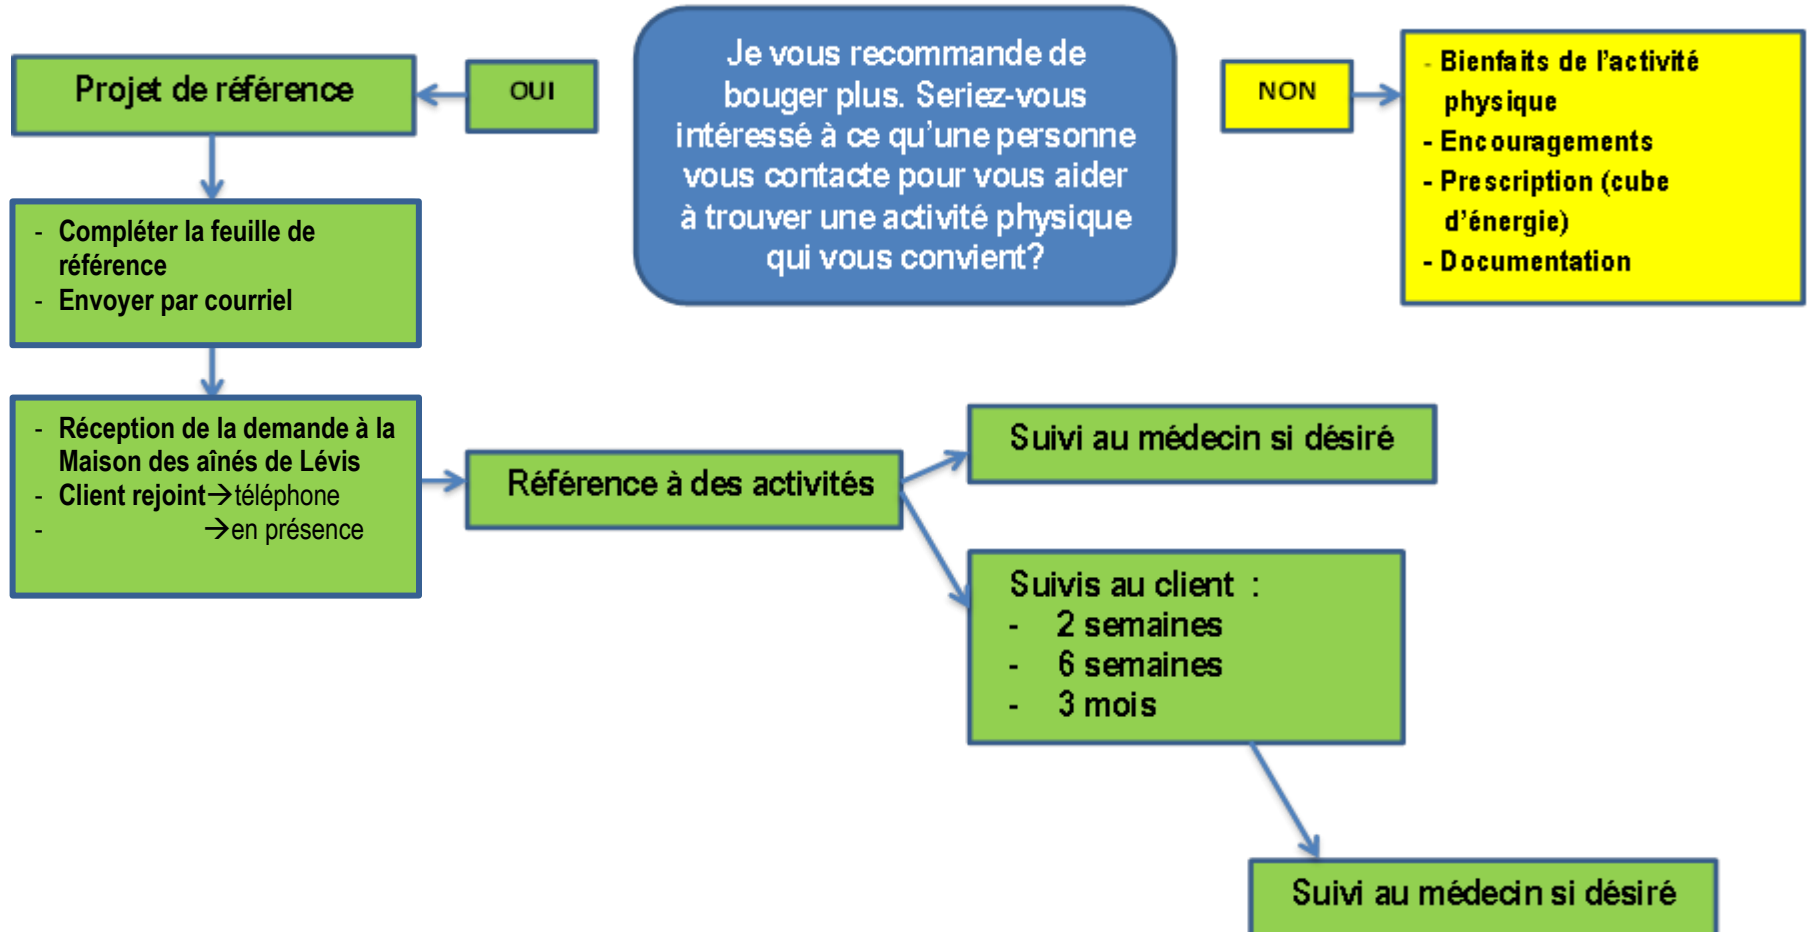 Je vous recommande de
bouger plus. Seriez-vous
intéressé à ce qu'une personne
vous contacte pour vous aider
à trouver une activité physique
qui vous convient?
OUI
Projet de référence
- Compléter la feuille de
référence
- Envoyer par courriel
- Réception de la demande à la
Maison des aînés de Lévis
- Client rejoint→téléphone
- →en présence
Référence à des activités
Suivi au médecin si désiré
Suivis au client :
- 2 semaines
- 6 semaines
- 3 mois
Suivi au médecin si désiré
NON
- Bienfaits de l'activité
physique
- Encouragements
- Prescription (cube
d'énergie)
- Documentation